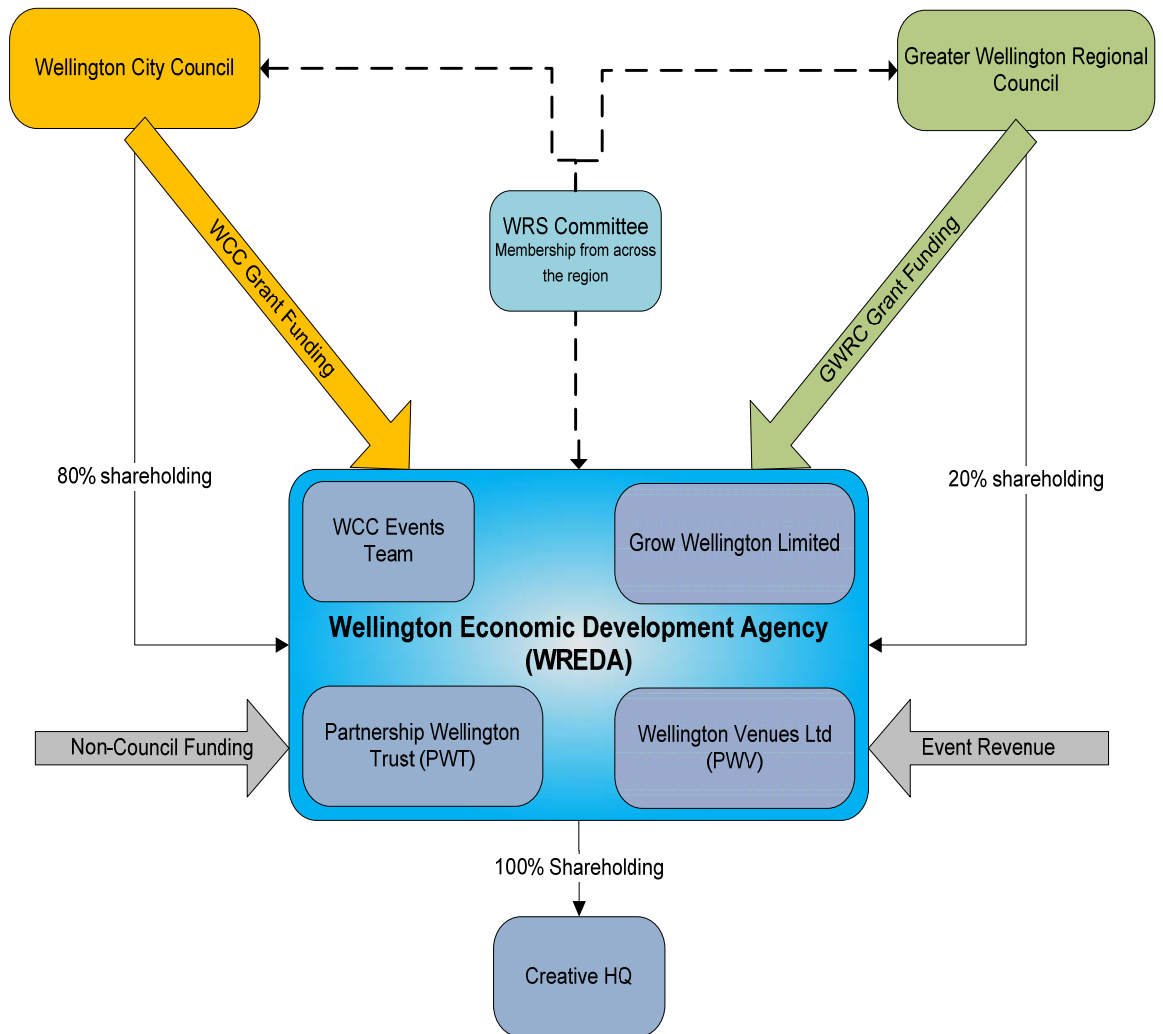 Wellington City Council
Greater Wellington Regional
Council
WRS Committee
Membership from across
the region
WCC Grant Funding
GWRC Grant Funding
80% shareholding
20% shareholding
WCC Events
Team
Grow Wellington Limited
Wellington Economic Development Agency
(WREDA)
Partnership Wellington
Trust (PWT)
Wellington Venues Ltd
(PWV)
Non-Council Funding
Event Revenue
100% Shareholding
Creative HQ